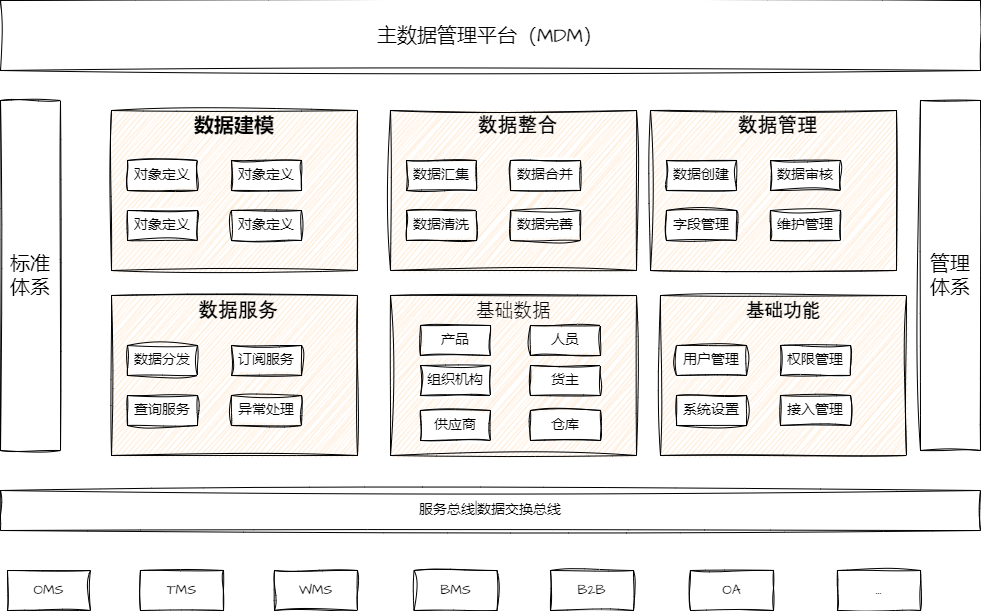 主数据管理平台（MDM）
标准
体系
数据建模
对象定义
对象定义
对象定义
对象定义
数据整合
数据汇集
数据合并
数据清洗
数据完善
数据管理
数据创建
数据审核
字段管理
维护管理
管理
体系
数据服务
数据分发
订阅服务
查询服务
异常处理
基础数据
产品
人员
组织机构
货主
供应商
仓库
基础功能
用户管理
权限管理
系统设置
接入管理
服务总线|数据交换总线
OMS
TMS
WMS
BMS
B2B
OA
...